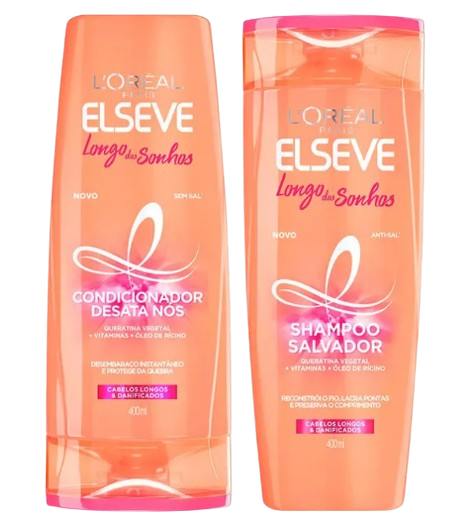 L'ORÉAL
PARIS
ELSEVE
Longo dos Sonhos
NOVO
SEM SAL*
CONDICIONADOR
DESATA NÓS
QUERATINA VEGETAL
+ VITAMINAS + ÓLEO DE RÍCINO
DESEMBARAÇO INSTANTÂNEO
E PROTEGE DA QUEBRA
CABELOS LONGOS
& DANIFICADOS
400ml
L'ORÉAL
PARIS
ELSEVE
Longo dos Sonhos
NOVO
ANTI-SAL*
SHAMPOO
SALVADOR
QUERATINA VEGETAL
+ VITAMINAS + ÓLEO DE RÍCINO
RECONSTRÓI O FIO, LACRA PONTAS
E PRESERVA O COMPRIMENTO
CABELOS LONGOS
& DANIFICADOS
400ml